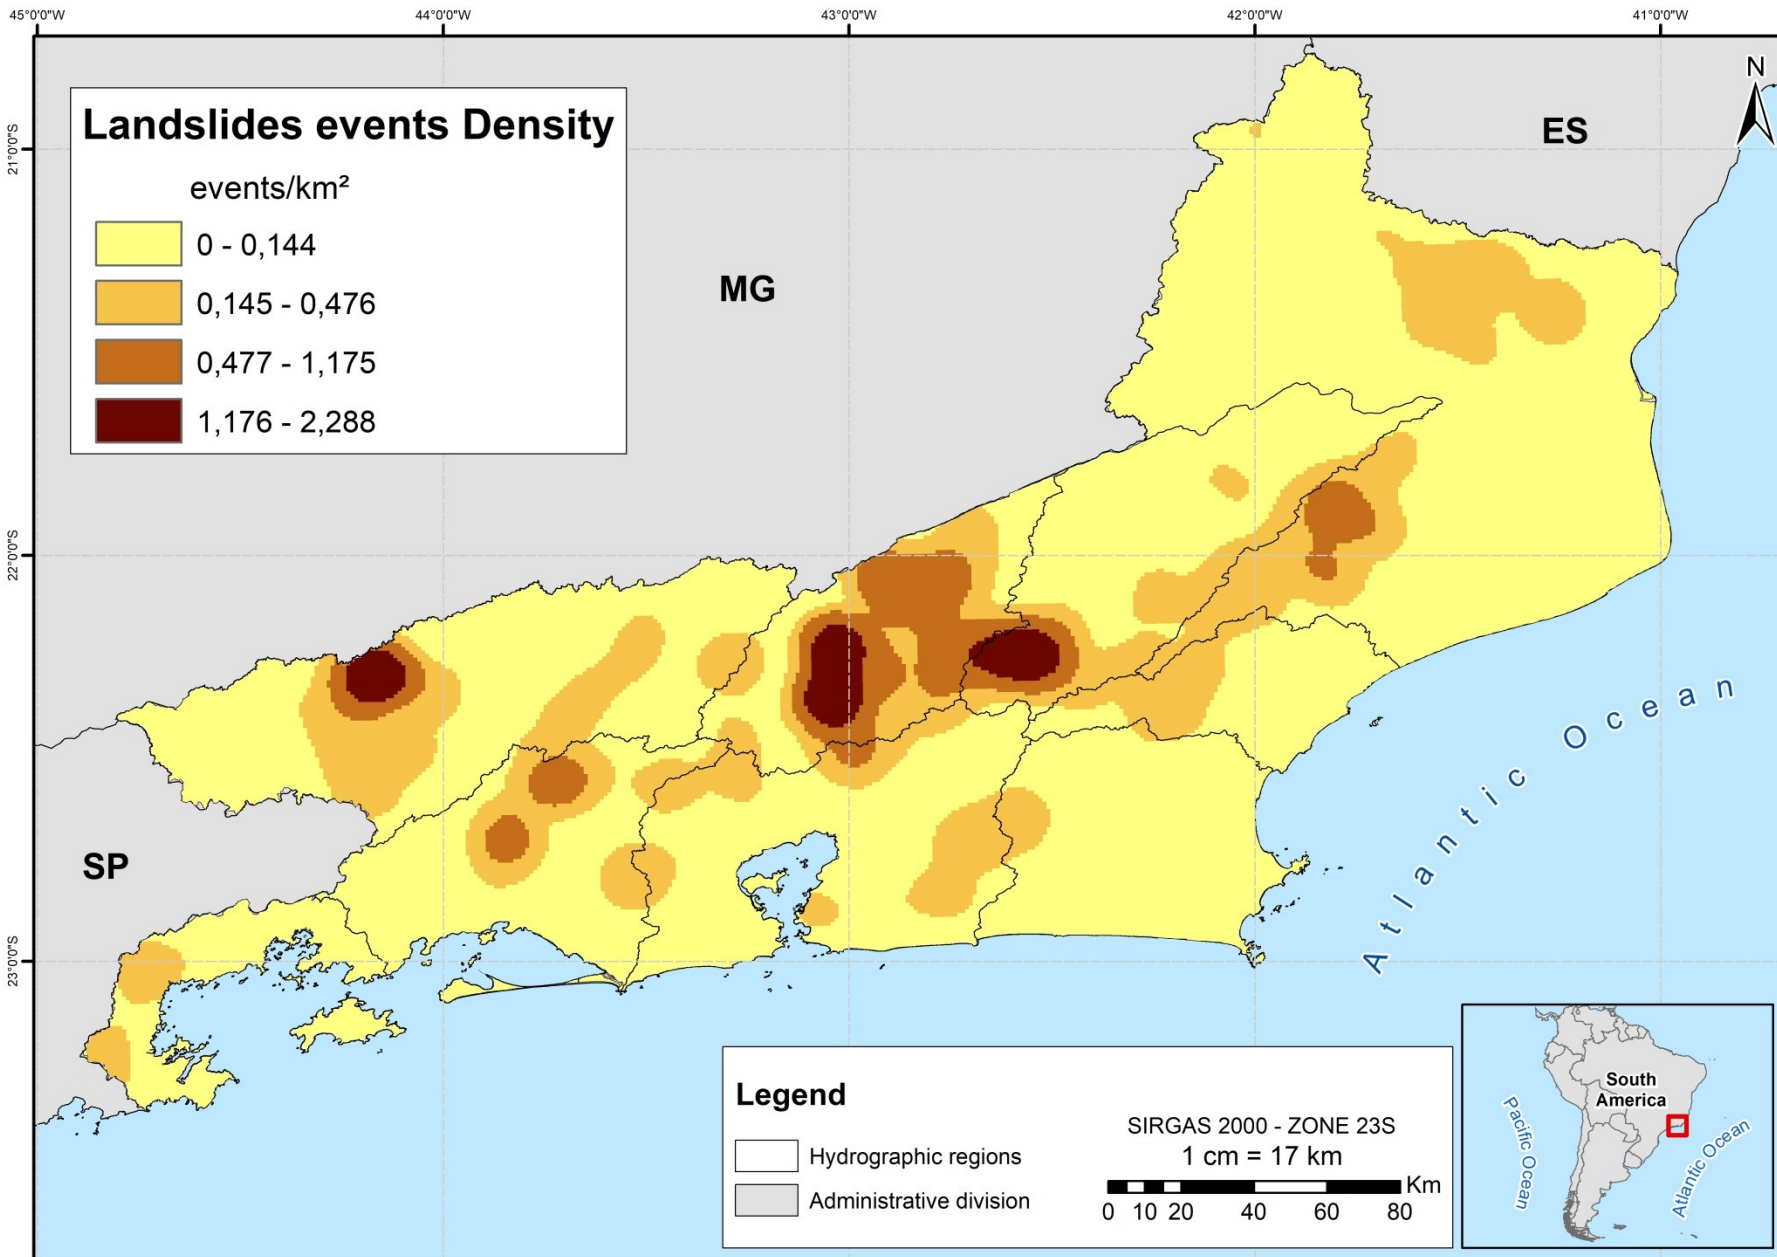 45°0'0"W
44°0'0"W
43°0'0"W
42°0'0"W
41°0'0"W
N
Landslides events Density
events/km²
0 - 0,144
0,145 - 0,476
0,477 - 1,175
1,176 - 2,288
ES
MG
SP
21°0'0"S
22°0'0"S
23°0'0"S
Atlantic Ocean
Legend
Hydrographic regions
Administrative division
SIRGAS 2000 - ZONE 23S
1 cm = 17 km
Km
0 10 20 40 60 80
South
America
Pacific Ocean
Atlantic Ocean